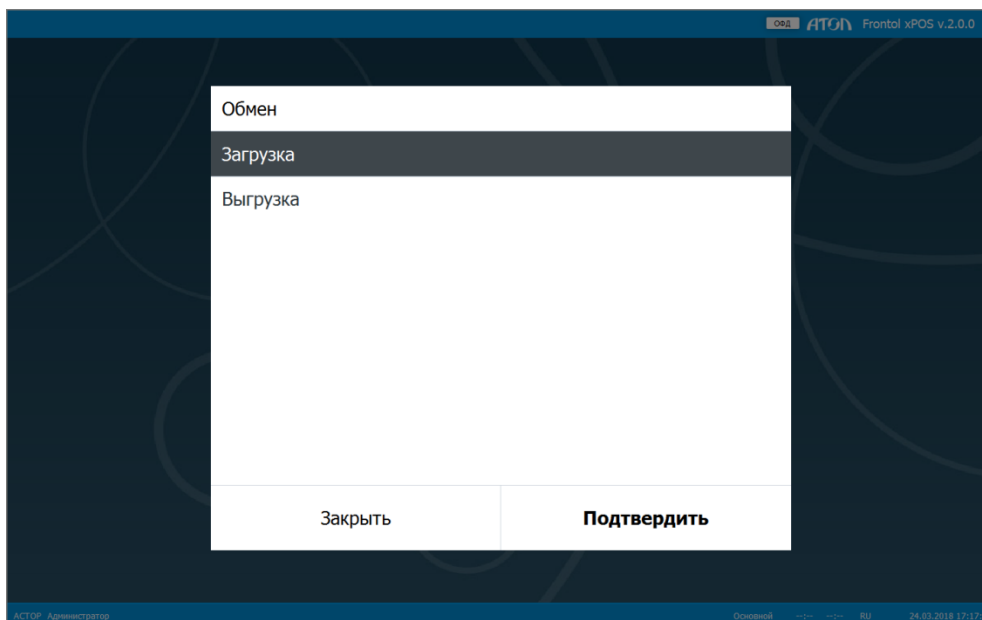 ОФД АТОЛ Frontol xPOS v.2.0.0
Обмен
Загрузка
Выгрузка
Закрыть Подтвердить
АСТОР Администратор Основной --:-- --:-- RU 24.03.2018 17:17: